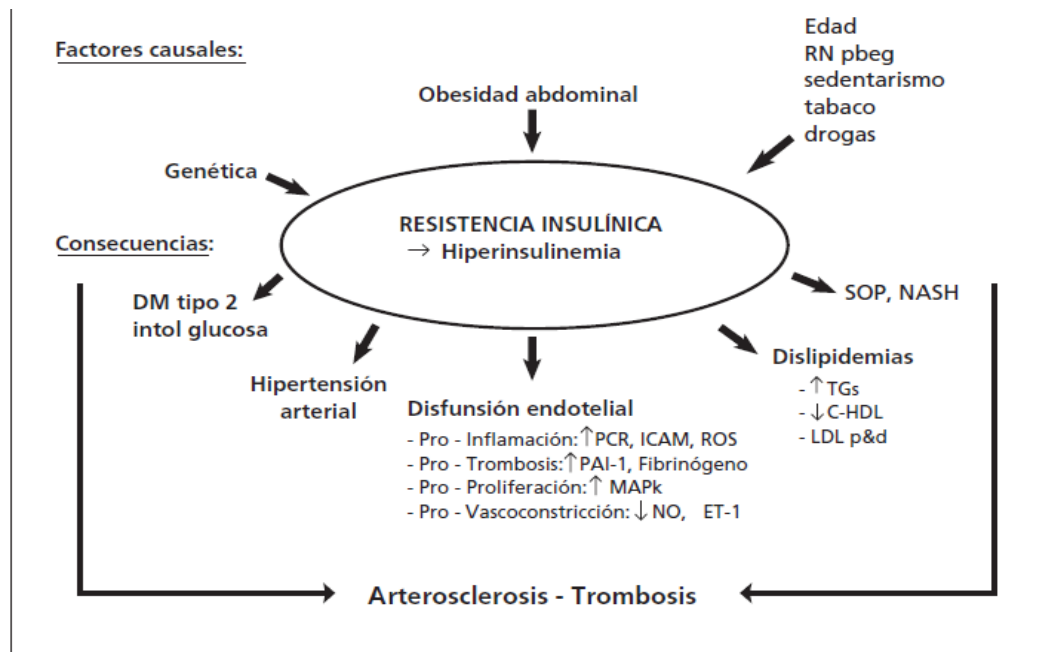 Factores causales:
Edad
RN pbeg
sedentarismo
tabaco
drogas
Obesidad abdominal
Genética
RESISTENCIA INSULÍNICA
→ Hiperinsulinemia
Consecuencias:
DM tipo 2
intol glucosa
Hipertensión
arterial
Disfunsión endotelial
- Pro - Inflamación:↑PCR, ICAM, ROS
- Pro - Trombosis:↑PAI-1, Fibrinógeno
- Pro - Proliferación:↑ MAPk
- Pro - Vascoconstricción:↓NO, ET-1
SOP, NASH
Dislipidemias
- ↑TGs
- ↓C-HDL
- LDL p&d
Arterosclerosis - Trombosis